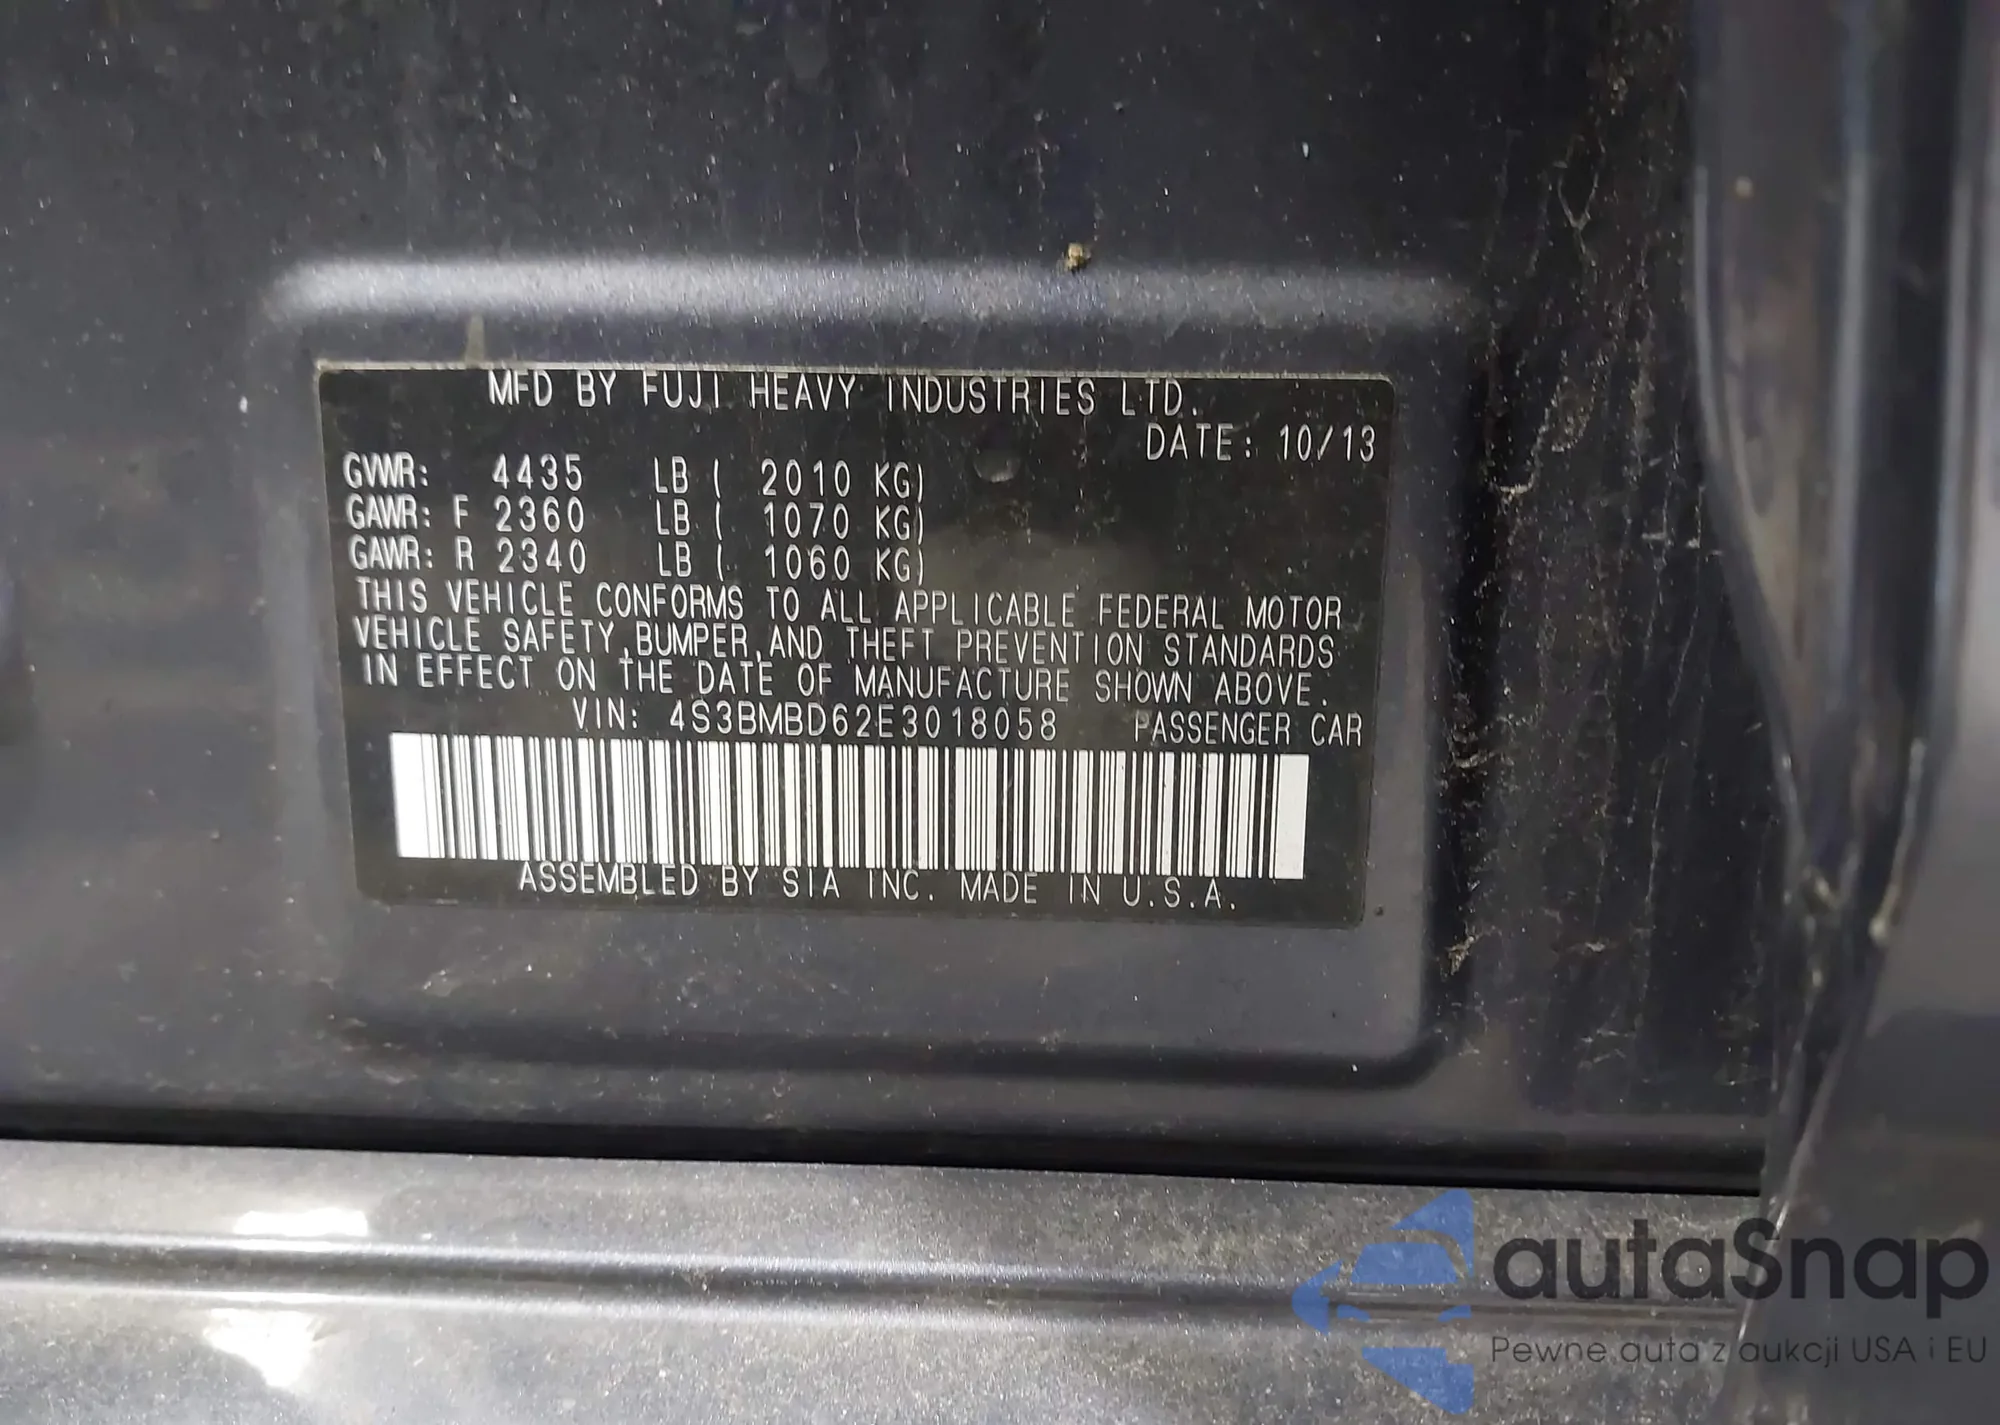 MFD BY FUJI HEAVY INDUSTRIES LTD.
DATE: 10/13
GVWR: 4435 LB ( 2010 KG)
GAWR: F 2360 LB ( 1070 KG)
GAWR: R 2340 LB ( 1060 KG)
THIS VEHICLE CONFORMS TO ALL APPLICABLE FEDERAL MOTOR
VEHICLE SAFETY,BUMPER,AND THEFT PREVENTION STANDARDS
IN EFFECT ON THE DATE OF MANUFACTURE SHOWN ABOVE.
VIN: 4S3BMBD62E3018058 PASSENGER CAR
ASSEMBLED BY SIA INC. MADE IN U.S.A.
autaSnap
Pewne auta z aukcji USA i EU